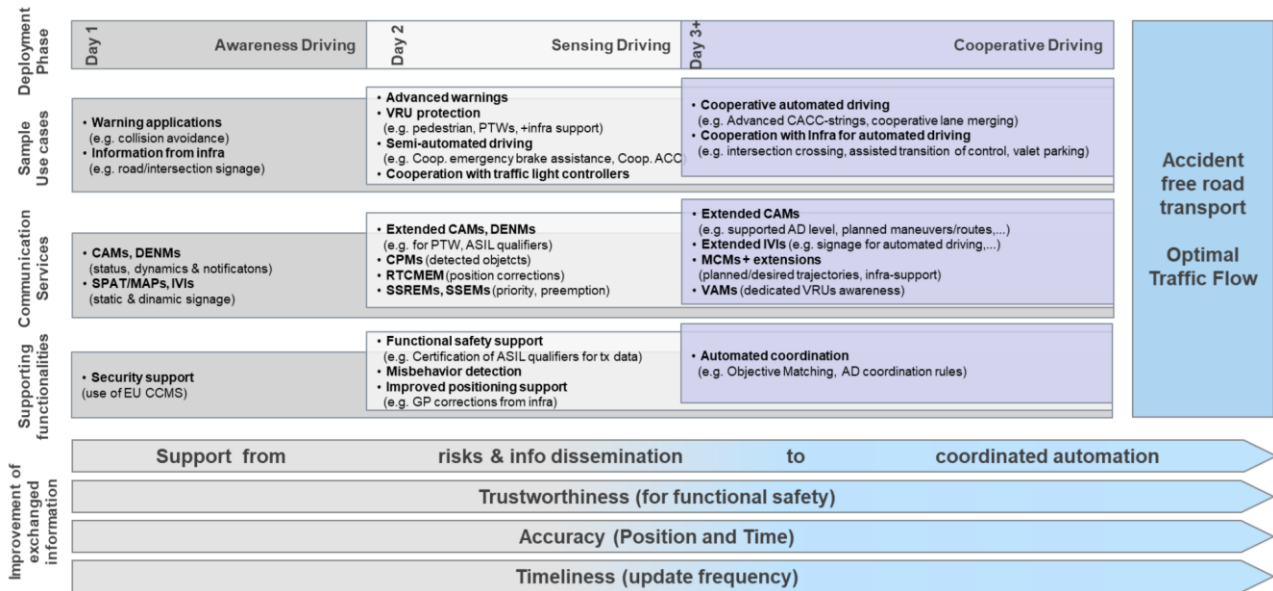 Deployment
Phase
Day 1
Awareness Driving
Day 2
Sensing Driving
Day 3+
Cooperative Driving
Sample
Use cases
• Warning applications
(e.g. collision avoidance)
• Information from infra
(e.g. road/intersection signage)
• Advanced warnings
• VRU protection
(e.g. pedestrian, PTWs, +infra support)
• Semi-automated driving
(e.g. Coop. emergency brake assistance, Coop. ACC)
• Cooperation with traffic light controllers
• Cooperative automated driving
(e.g. Advanced CACC-strings, cooperative lane merging)
• Cooperation with Infra for automated driving
(e.g. intersection crossing, assisted transition of control, valet parking)
Communication
Services
• CAMs, DENMs
(status, dynamics & notificatons)
• SPAT/MAPs, IVIs
(static & dinamic signage)
• Extended CAMs, DENMs
(e.g. for PTW, ASIL qualifiers)
• CPMs (detected objetcs)
• RTCMEM (position corrections)
• SSREMs, SSEMs (priority, preemption)
• Extended CAMs
(e.g. supported AD level, planned maneuvers/routes,...)
• Extended IVIs (e.g. signage for automated driving,...)
• MCMs + extensions
(planned/desired trajectories, infra-support)
• VAMs (dedicated VRUs awareness)
Supporting
functionalities
• Security support
(use of EU CCMS)
• Functional safety support
(e.g. Certification of ASIL qualifiers for tx data)
• Misbehavior detection
• Improved positioning support
(e.g. GP corrections from infra)
• Automated coordination
(e.g. Objective Matching, AD coordination rules)
Accident
free road
transport
Optimal
Traffic Flow
Improvement of
exchanged
information
Support from risks & info dissemination to coordinated automation
Trustworthiness (for functional safety)
Accuracy (Position and Time)
Timeliness (update frequency)